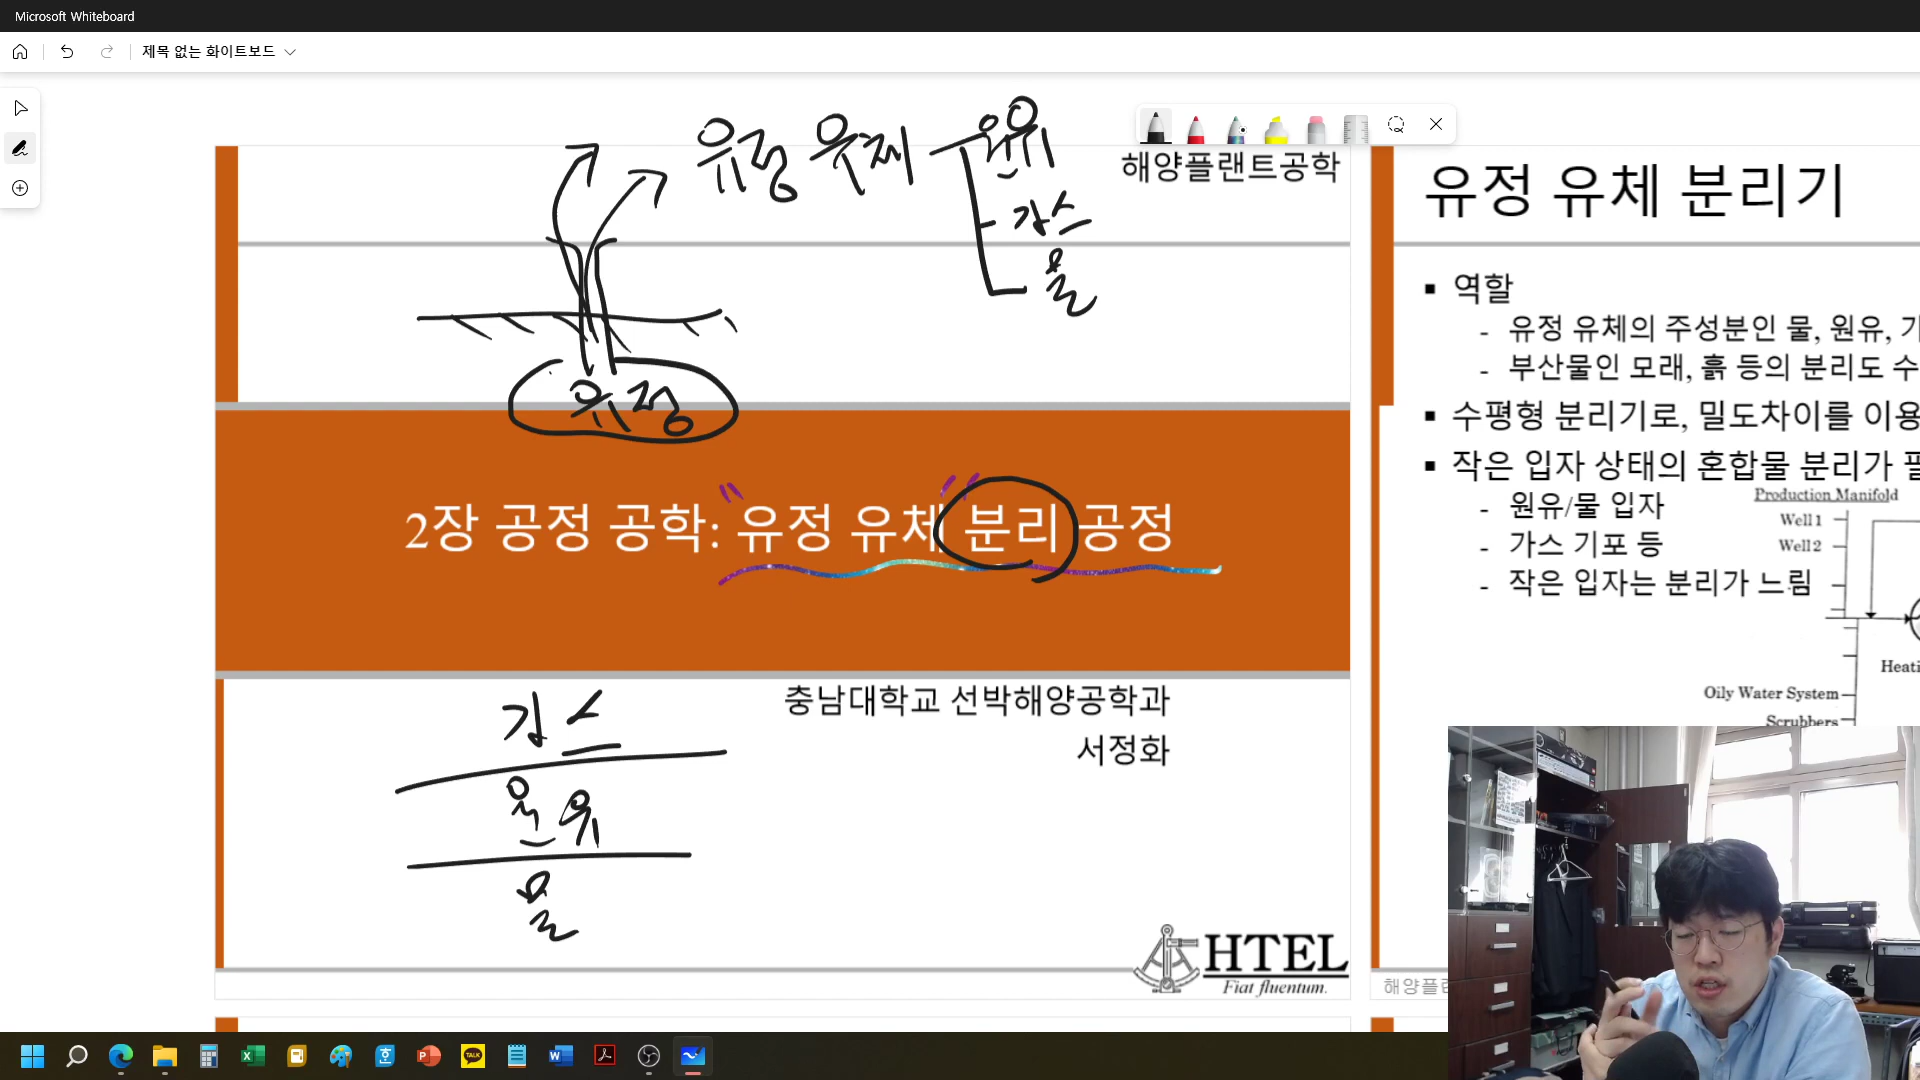 Microsoft Whiteboard
제목 없는 화이트보드
유정 유체
원유
가스
물
해양플랜트공학
유정
2장 공정 공학: "유정 유체" 분리 공정
가스
원유
물
충남대학교 선박해양공학과
서정화
HTEL
Fiat fluentum.
유정 유체 분리기
▪ 역할
- 유정 유체의 주성분인 물, 원유,
- 부산물인 모래, 흙 등의 분리도 수
▪ 수평형 분리기로, 밀도차이를 이용
▪ 작은 입자 상태의 혼합물 분리가
- 원유/물 입자
- 가스 기포 등
- 작은 입자는 분리가 느림
Production Manifold
Well 1
Well 2
Heati
Oily Water System
Scrubbers
해양플
TALK